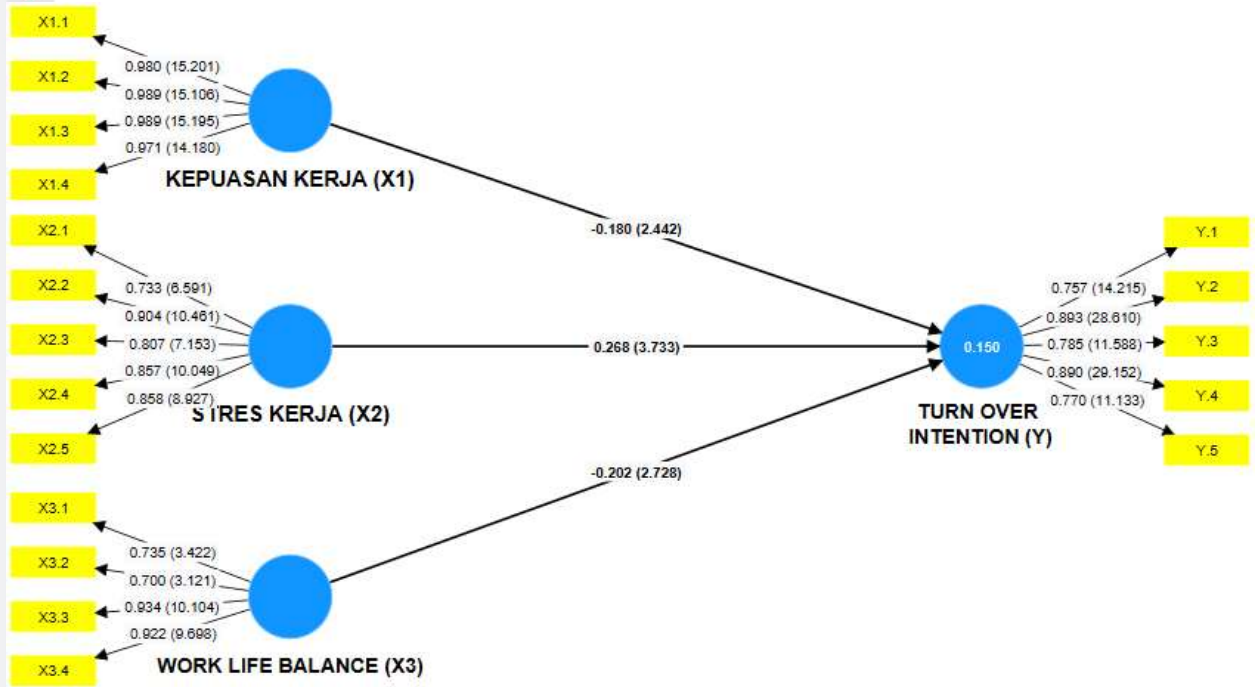 X1.1
0.980 (15.201)
X1.2
0.989 (15.106)
X1.3
0.989 (15.195)
0.971 (14.180)
X1.4
KEPUASAN KERJA (X1)
X2.1
X2.2
0.733 (6.591)
0.904 (10.461)
X2.3
0.807 (7.153)
0.857 (10.049)
X2.4
0.858 (8.927)
STRES KERJA (X2)
X2.5
X3.1
0.735 (3.422)
X3.2
0.700 (3.121)
X3.3
0.934 (10.104)
0.922 (9.698)
X3.4
WORK LIFE BALANCE (X3)
-0.180 (2.442)
0.268 (3.733)
-0.202 (2.728)
0.150
TURN OVER
INTENTION (Y)
Y.1
0.757 (14.215)
Y.2
0.893 (28.610)
0.785 (11.588)
Y.3
0.890 (29.152)
Y.4
0.770 (11.133)
Y.5